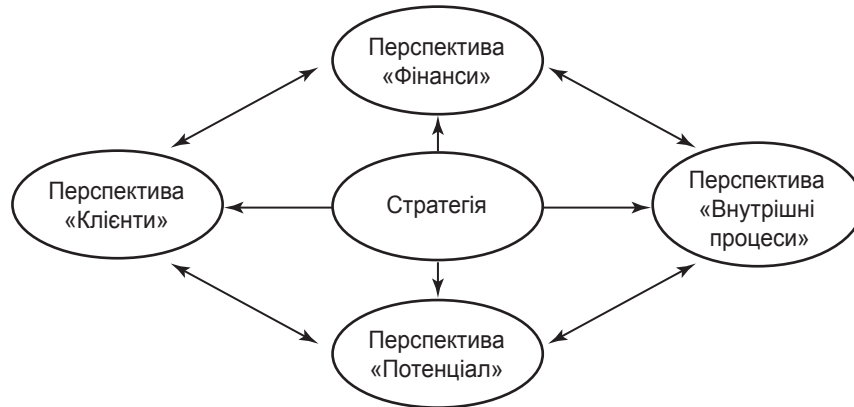 Перспектива
«Фінанси»
Перспектива
«Клієнти»
Стратегія
Перспектива
«Внутрішні
процеси»
Перспектива
«Потенціал»